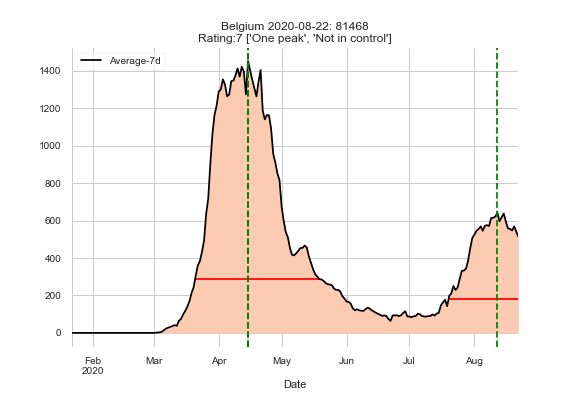 Belgium 2020-08-22: 81468
Rating:7 ['One peak', 'Not in control']
Average-7d
1400
1200
1000
800
600
400
200
0
Feb
2020
Mar
Apr
May
Jun
Jul
Aug
Date